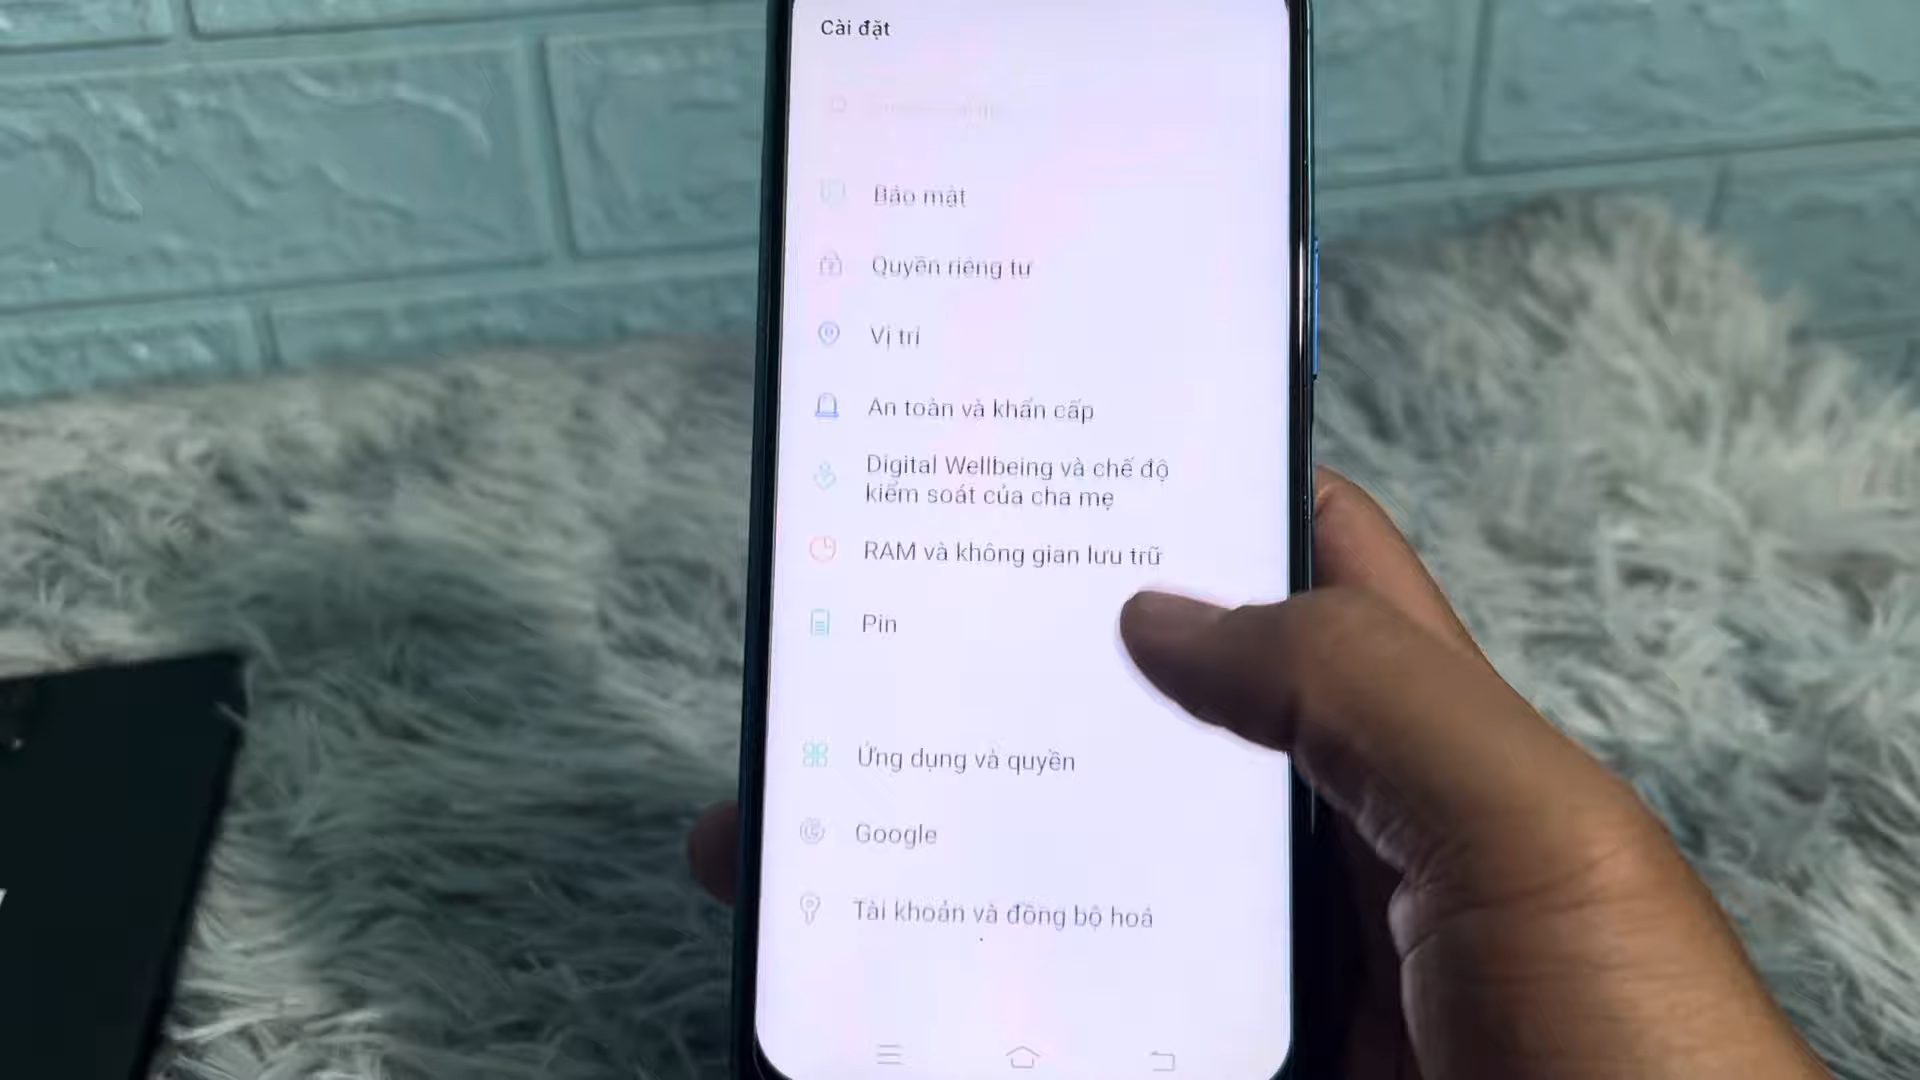 Cài đặt
Bảo mật
Quyền riêng tư
Vị trí
An toàn và khẩn cấp
Digital Wellbeing và chế độ
kiểm soát của cha mẹ
RAM và không gian lưu trữ
Pin
Ứng dụng và quyền
Google
Tài khoản và đồng bộ hoá